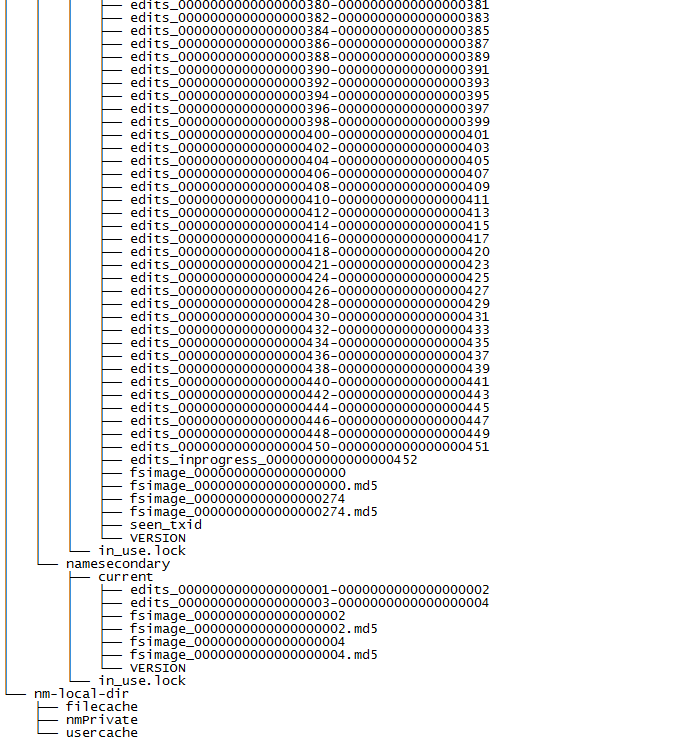 │   │   │   ├── edits_0000000000000000380-0000000000000000381
│   │   │   ├── edits_0000000000000000382-0000000000000000383
│   │   │   ├── edits_0000000000000000384-0000000000000000385
│   │   │   ├── edits_0000000000000000386-0000000000000000387
│   │   │   ├── edits_0000000000000000388-0000000000000000389
│   │   │   ├── edits_0000000000000000390-0000000000000000391
│   │   │   ├── edits_0000000000000000392-0000000000000000393
│   │   │   ├── edits_0000000000000000394-0000000000000000395
│   │   │   ├── edits_0000000000000000396-0000000000000000397
│   │   │   ├── edits_0000000000000000398-0000000000000000399
│   │   │   ├── edits_0000000000000000400-0000000000000000401
│   │   │   ├── edits_0000000000000000402-0000000000000000403
│   │   │   ├── edits_0000000000000000404-0000000000000000405
│   │   │   ├── edits_0000000000000000406-0000000000000000407
│   │   │   ├── edits_0000000000000000408-0000000000000000409
│   │   │   ├── edits_0000000000000000410-0000000000000000411
│   │   │   ├── edits_0000000000000000412-0000000000000000413
│   │   │   ├── edits_0000000000000000414-0000000000000000415
│   │   │   ├── edits_0000000000000000416-0000000000000000417
│   │   │   ├── edits_0000000000000000418-0000000000000000420
│   │   │   ├── edits_0000000000000000421-0000000000000000423
│   │   │   ├── edits_0000000000000000424-0000000000000000425
│   │   │   ├── edits_0000000000000000426-0000000000000000427
│   │   │   ├── edits_0000000000000000428-0000000000000000429
│   │   │   ├── edits_0000000000000000430-0000000000000000431
│   │   │   ├── edits_0000000000000000432-0000000000000000433
│   │   │   ├── edits_0000000000000000434-0000000000000000435
│   │   │   ├── edits_0000000000000000436-0000000000000000437
│   │   │   ├── edits_0000000000000000438-0000000000000000439
│   │   │   ├── edits_0000000000000000440-0000000000000000441
│   │   │   ├── edits_0000000000000000442-0000000000000000443
│   │   │   ├── edits_0000000000000000444-0000000000000000445
│   │   │   ├── edits_0000000000000000446-0000000000000000447
│   │   │   ├── edits_0000000000000000448-0000000000000000449
│   │   │   ├── edits_0000000000000000450-0000000000000000451
│   │   │   ├── edits_inprogress_0000000000000000452
│   │   │   ├── fsimage_0000000000000000000
│   │   │   ├── fsimage_0000000000000000000.md5
│   │   │   ├── fsimage_0000000000000000274
│   │   │   ├── fsimage_0000000000000000274.md5
│   │   │   ├── seen_txid
│   │   │   └── VERSION
│   │   └── in_use.lock
│   └── namesecondary
│       ├── current
│       │   ├── edits_0000000000000000001-0000000000000000002
│       │   ├── edits_0000000000000000003-0000000000000000004
│       │   ├── fsimage_0000000000000000002
│       │   ├── fsimage_0000000000000000002.md5
│       │   ├── fsimage_0000000000000000004
│       │   ├── fsimage_0000000000000000004.md5
│       │   └── VERSION
│       └── in_use.lock
└── nm-local-dir
    ├── filecache
    ├── nmPrivate
    └── usercache